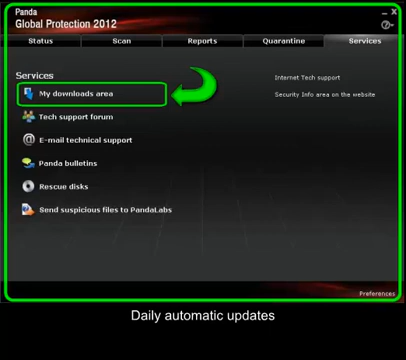 Panda
Global Protection 2012
Status
Scan
Reports
Quarantine
Services
Services
My downloads area
Tech support forum
E-mail technical support
Panda bulletins
Rescue disks
Send suspicious files to PandaLabs
Internet Tech support
Security Info area on the website
Preferences
Daily automatic updates